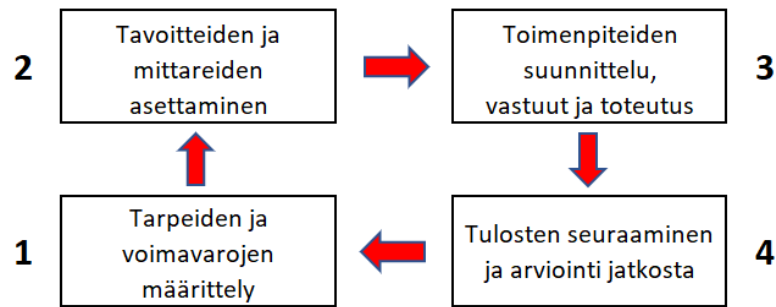 2
Tavoitteiden ja
mittareiden
asettaminen
Toimenpiteiden
suunnittelu,
vastuut ja toteutus
3
1
Tarpeiden ja
voimavarojen
määrittely
Tulosten seuraaminen
ja arviointi jatkosta
4